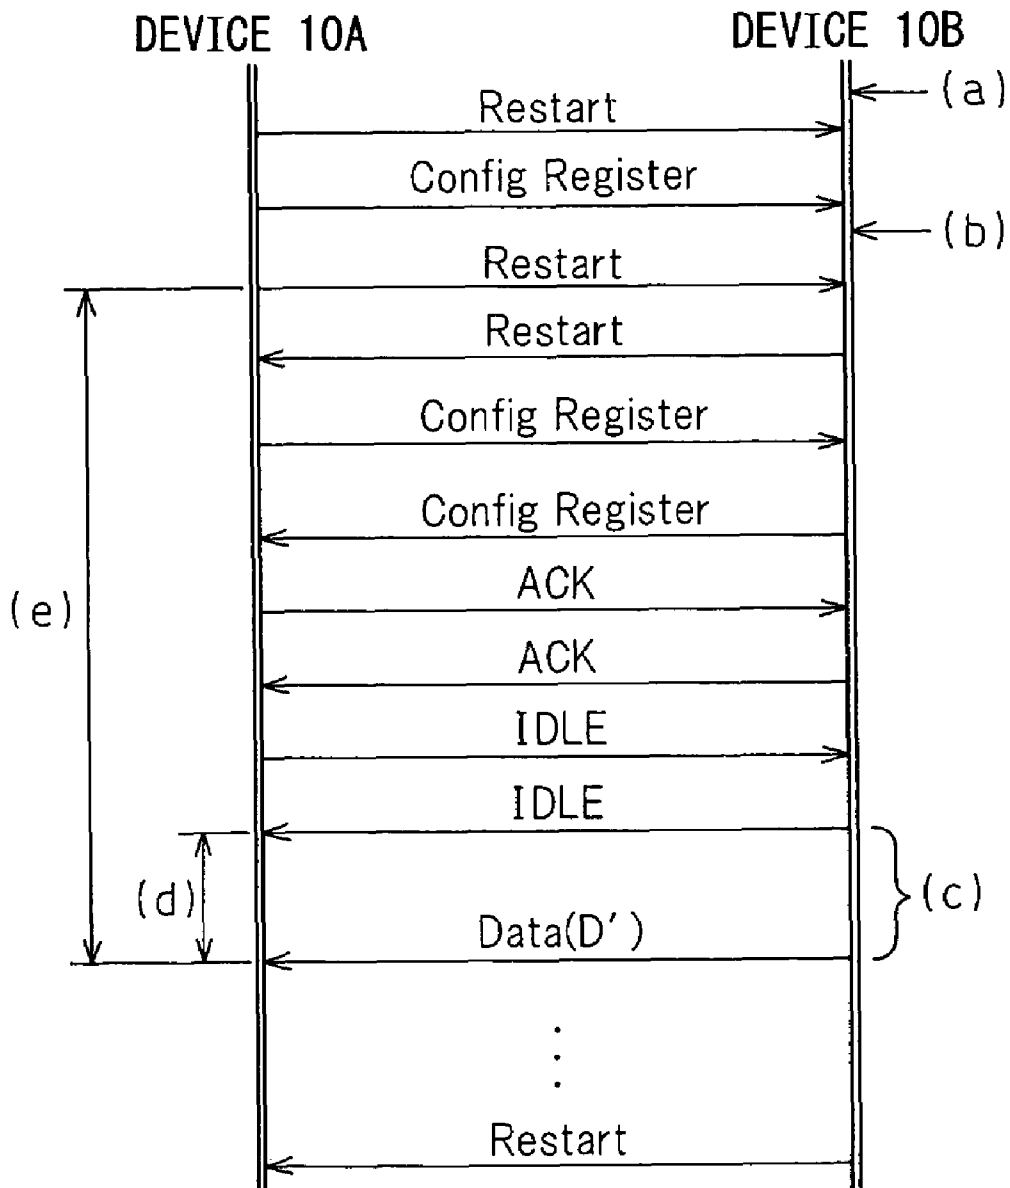 DEVICE 10A DEVICE 10B
(a)
Restart
Config Register
(b)
Restart
Restart
Config Register
Config Register
ACK
(e)
ACK
IDLE
IDLE
(d) (c)
Data(D')
Restart